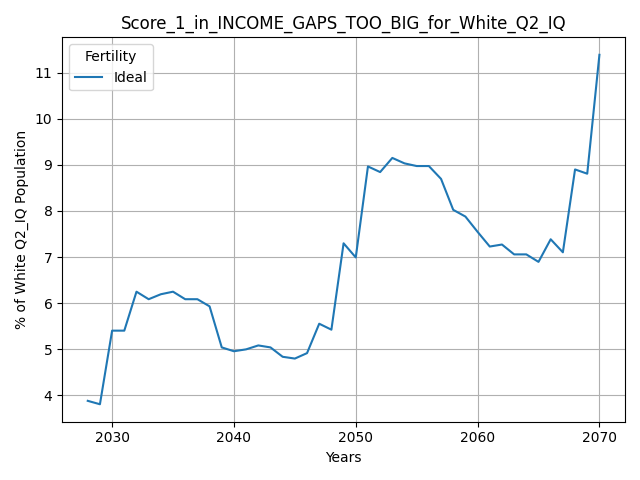 Score_1_in_INCOME_GAPS_TOO_BIG_for_White_Q2_IQ
Fertility
Ideal
% of White Q2_IQ Population
11
10
9
8
7
6
5
4
2030 2040 2050 2060 2070
Years